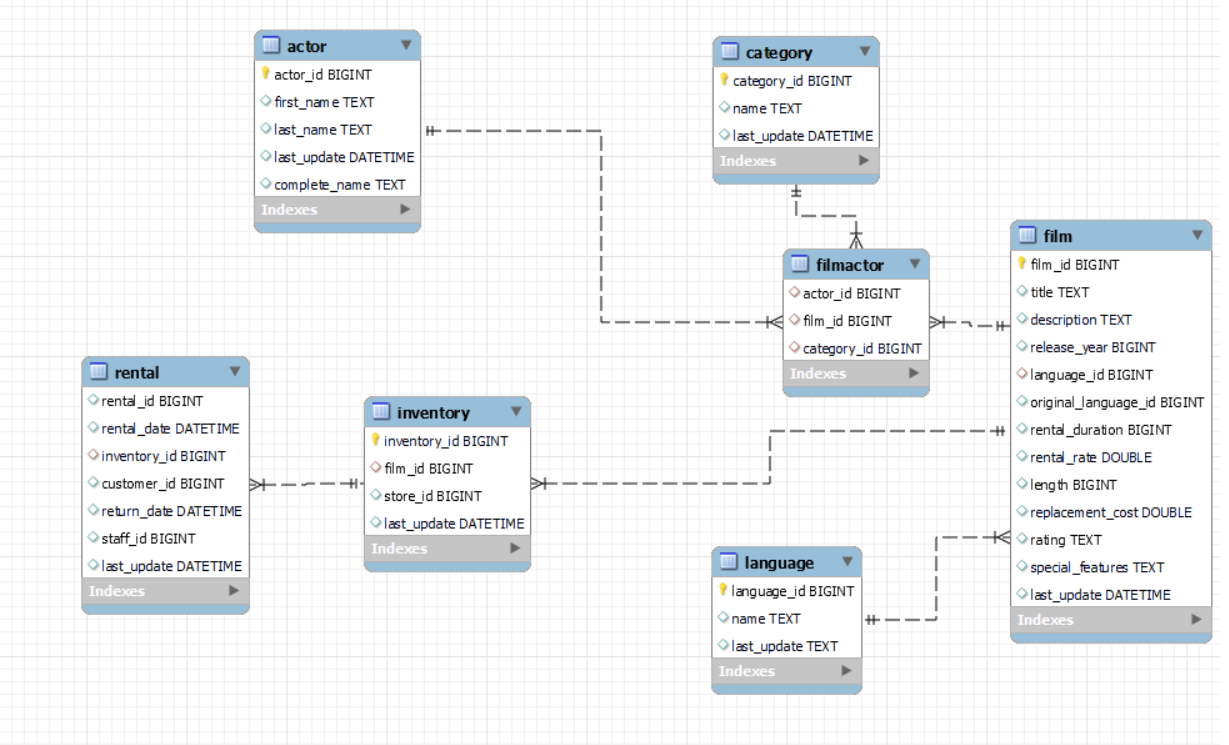 actor
actor_id BIGINT
first_name TEXT
last_name TEXT
last_update DATETIME
complete_name TEXT
Indexes
category
category_id BIGINT
name TEXT
last_update DATETIME
Indexes
filmactor
actor_id BIGINT
film_id BIGINT
category_id BIGINT
Indexes
film
film_id BIGINT
title TEXT
description TEXT
release_year BIGINT
language_id BIGINT
original_language_id BIGINT
rental_duration BIGINT
rental_rate DOUBLE
length BIGINT
replacement_cost DOUBLE
rating TEXT
special_features TEXT
last_update DATETIME
Indexes
rental
rental_id BIGINT
rental_date DATETIME
inventory_id BIGINT
customer_id BIGINT
return_date DATETIME
staff_id BIGINT
last_update DATETIME
Indexes
inventory
inventory_id BIGINT
film_id BIGINT
store_id BIGINT
last_update DATETIME
Indexes
language
language_id BIGINT
name TEXT
last_update TEXT
Indexes